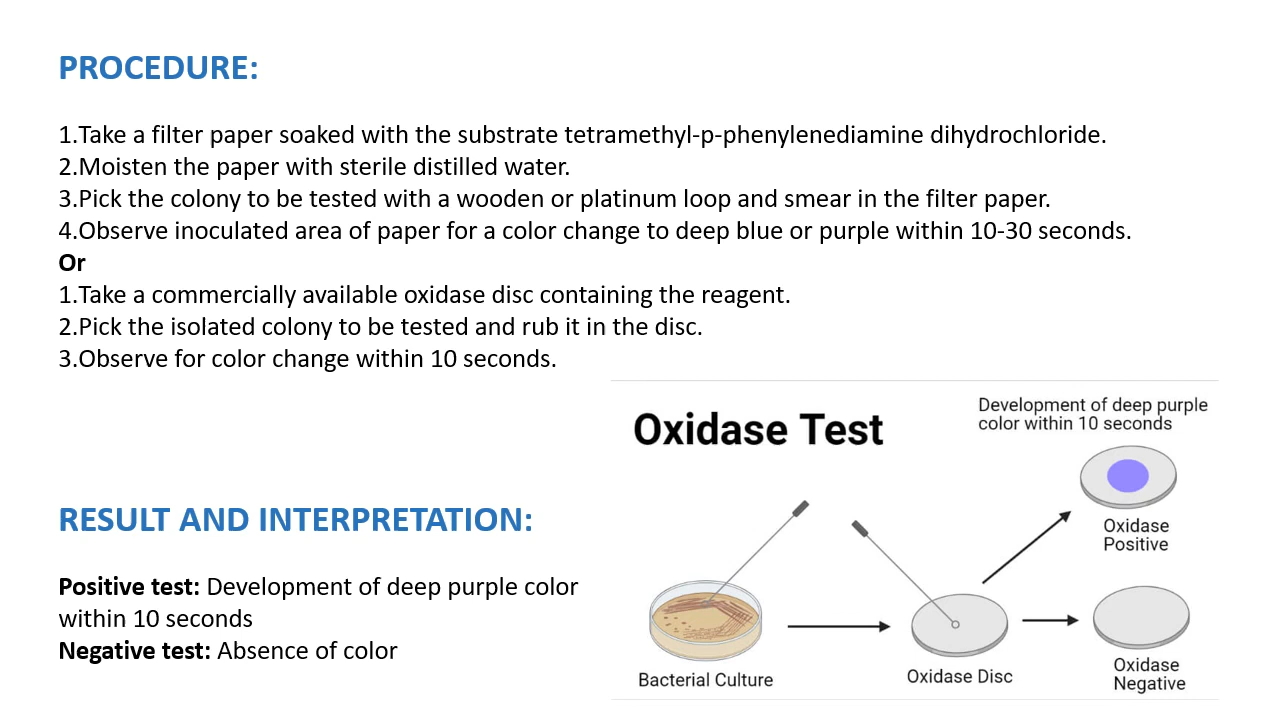 PROCEDURE:
1.Take a filter paper soaked with the substrate tetramethyl-p-phenylenediamine dihydrochloride.
2.Moisten the paper with sterile distilled water.
3.Pick the colony to be tested with a wooden or platinum loop and smear in the filter paper.
4.Observe inoculated area of paper for a color change to deep blue or purple within 10-30 seconds.
Or
1.Take a commercially available oxidase disc containing the reagent.
2.Pick the isolated colony to be tested and rub it in the disc.
3.Observe for color change within 10 seconds.
RESULT AND INTERPRETATION:
Positive test: Development of deep purple color
within 10 seconds
Negative test: Absence of color
Oxidase Test
Development of deep purple
color within 10 seconds
Oxidase
Positive
Bacterial Culture
Oxidase Disc
Oxidase
Negative